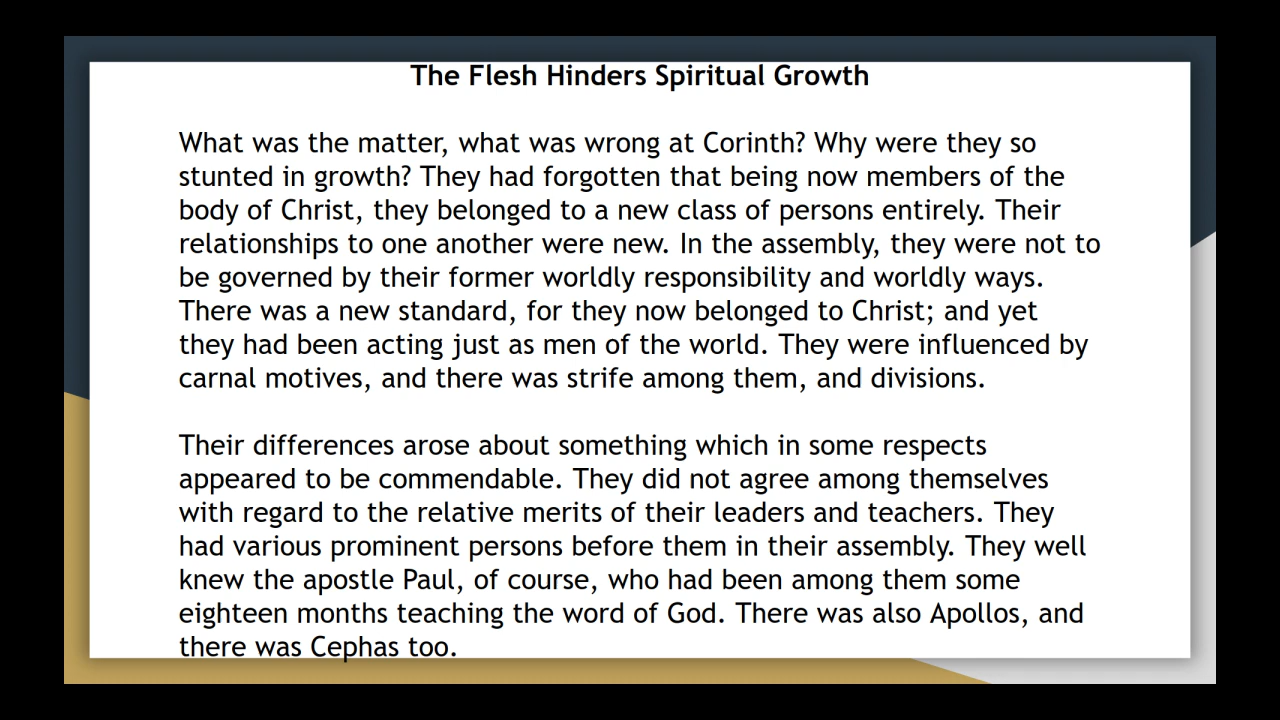 The Flesh Hinders Spiritual Growth
What was the matter, what was wrong at Corinth? Why were they so
stunted in growth? They had forgotten that being now members of the
body of Christ, they belonged to a new class of persons entirely. Their
relationships to one another were new. In the assembly, they were not to
be governed by their former worldly responsibility and worldly ways.
There was a new standard, for they now belonged to Christ; and yet
they had been acting just as men of the world. They were influenced by
carnal motives, and there was strife among them, and divisions.
Their differences arose about something which in some respects
appeared to be commendable. They did not agree among themselves
with regard to the relative merits of their leaders and teachers. They
had various prominent persons before them in their assembly. They well
knew the apostle Paul, of course, who had been among them some
eighteen months teaching the word of God. There was also Apollos, and
there was Cephas too.